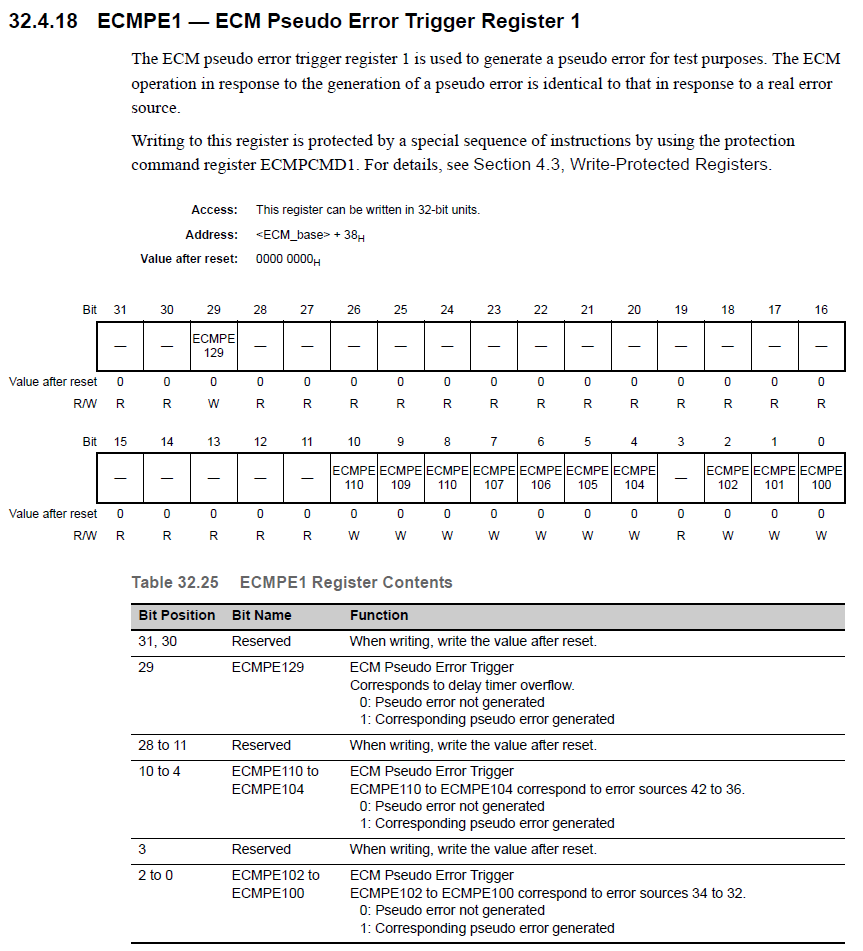 32.4.18 ECMPE1 — ECM Pseudo Error Trigger Register 1
The ECM pseudo error trigger register 1 is used to generate a pseudo error for test purposes. The ECM
operation in response to the generation of a pseudo error is identical to that in response to a real error
source.
Writing to this register is protected by a special sequence of instructions by using the protection
command register ECMPCMD1. For details, see Section 4.3, Write-Protected Registers.
Access: This register can be written in 32-bit units.
Address: <ECM_base> + 38H
Value after reset: 0000 0000H
Bit 31 30 29 28 27 26 25 24 23 22 21 20 19 18 17 16
— — ECMPE 129 — — — — — — — — — — — — —
Value after reset 0 0 0 0 0 0 0 0 0 0 0 0 0 0 0 0
R/W R R W R R R R R R R R R R R R R
Bit 15 14 13 12 11 10 9 8 7 6 5 4 3 2 1 0
— — — — — ECMPE 110 ECMPE 109 ECMPE 110 ECMPE 107 ECMPE 106 ECMPE 105 ECMPE 104 — ECMPE 102 ECMPE 101 ECMPE 100
Value after reset 0 0 0 0 0 0 0 0 0 0 0 0 0 0 0 0
R/W R R R R R W W W W W W W R W W W
Table 32.25 ECMPE1 Register Contents
Bit Position Bit Name Function
31, 30 Reserved When writing, write the value after reset.
29 ECMPE129 ECM Pseudo Error Trigger
Corresponds to delay timer overflow.
0: Pseudo error not generated
1: Corresponding pseudo error generated
28 to 11 Reserved When writing, write the value after reset.
10 to 4 ECMPE110 to ECM Pseudo Error Trigger
ECMPE104 ECMPE110 to ECMPE104 correspond to error sources 42 to 36.
0: Pseudo error not generated
1: Corresponding pseudo error generated
3 Reserved When writing, write the value after reset.
2 to 0 ECMPE102 to ECM Pseudo Error Trigger
ECMPE100 ECMPE102 to ECMPE100 correspond to error sources 34 to 32.
0: Pseudo error not generated
1: Corresponding pseudo error generated